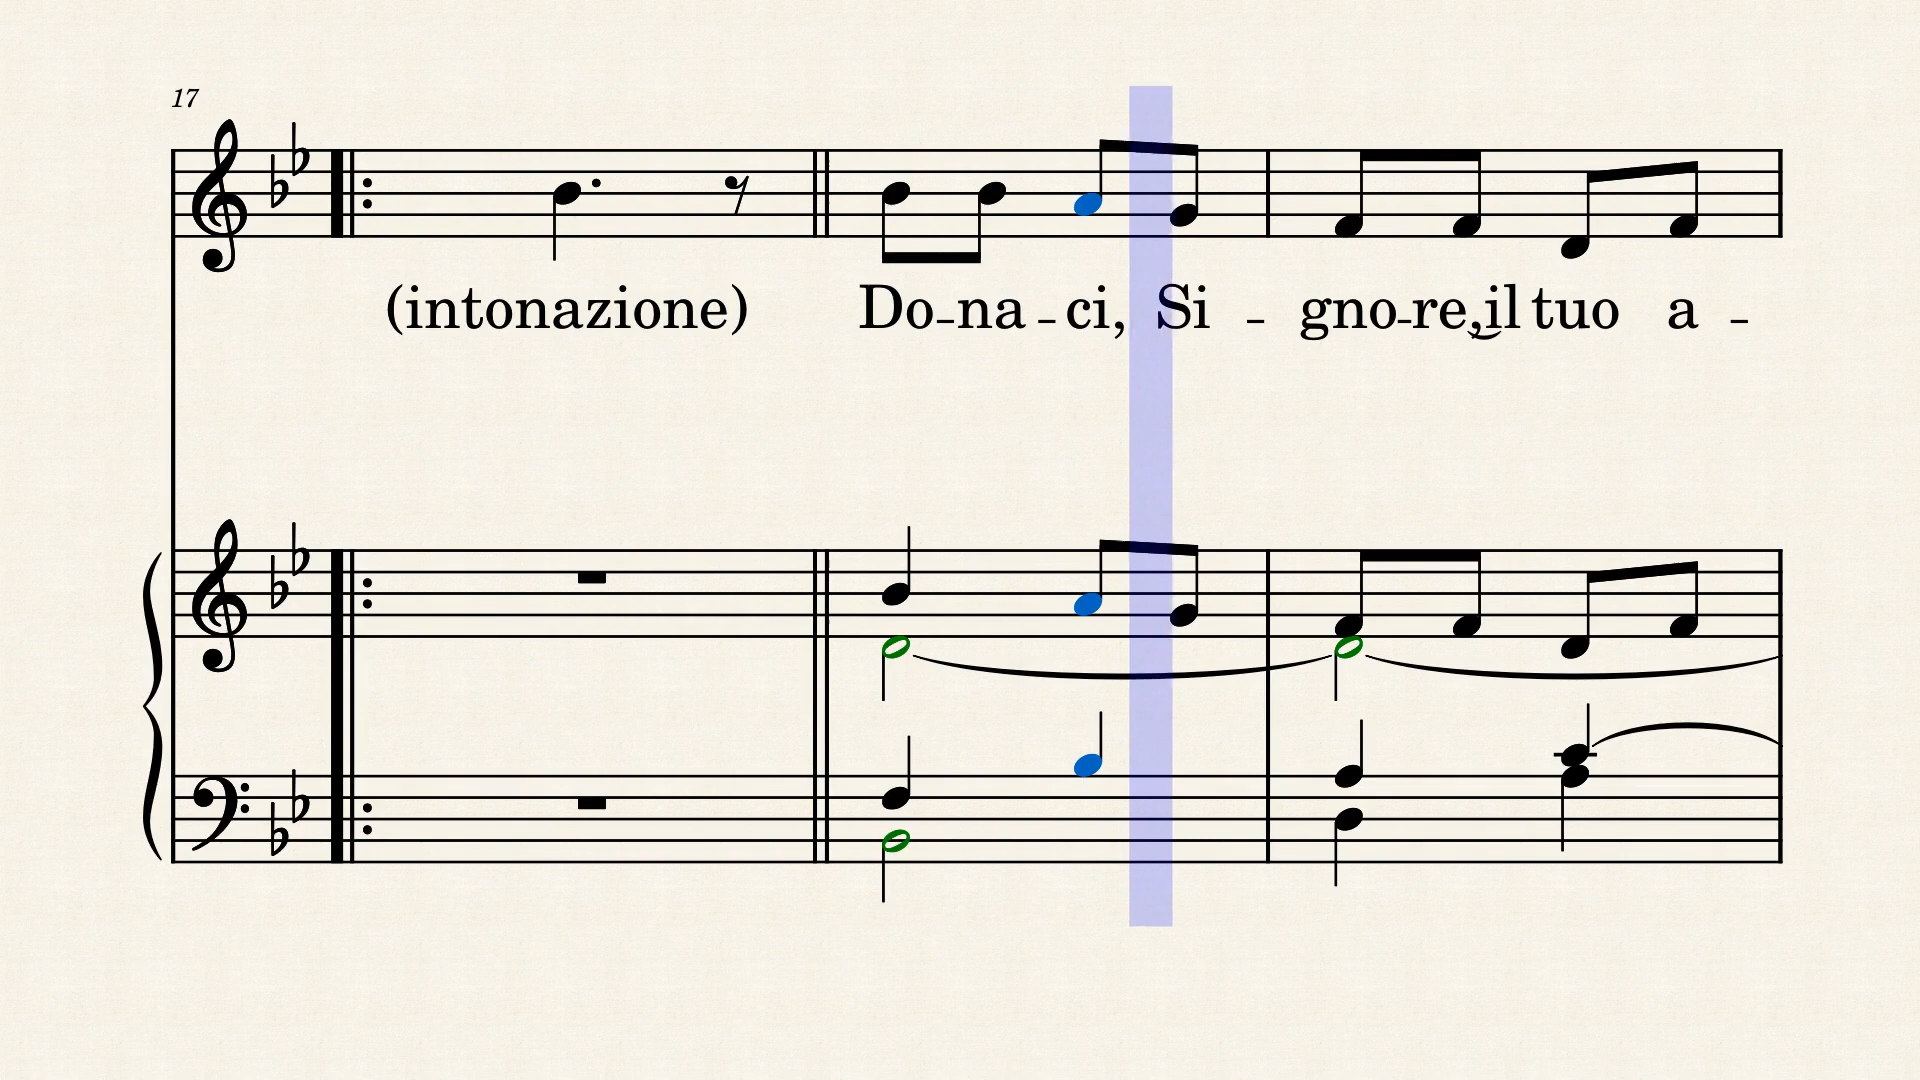 17
(intonazione) Do-na-ci, Si - gno-re, il tuo a -